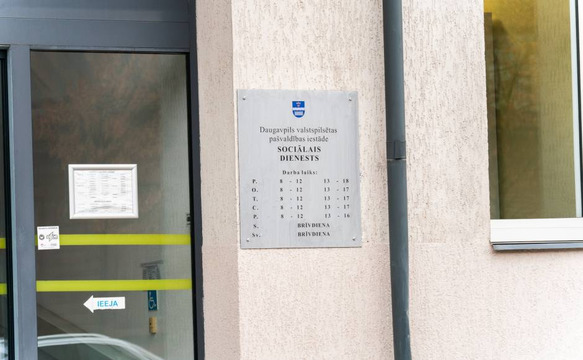 Daugavpils valstspilsētas
pašvaldības iestāde
SOCIĀLAIS
DIENESTS
Darba laiks:
P. 8 - 12 13 - 18
O. 8 - 12 13 - 17
T. 8 - 12 13 - 17
C. 8 - 12 13 - 17
P. 8 - 12 13 - 16
S. BRĪVDIENA
Sv. BRĪVDIENA
IEEJA